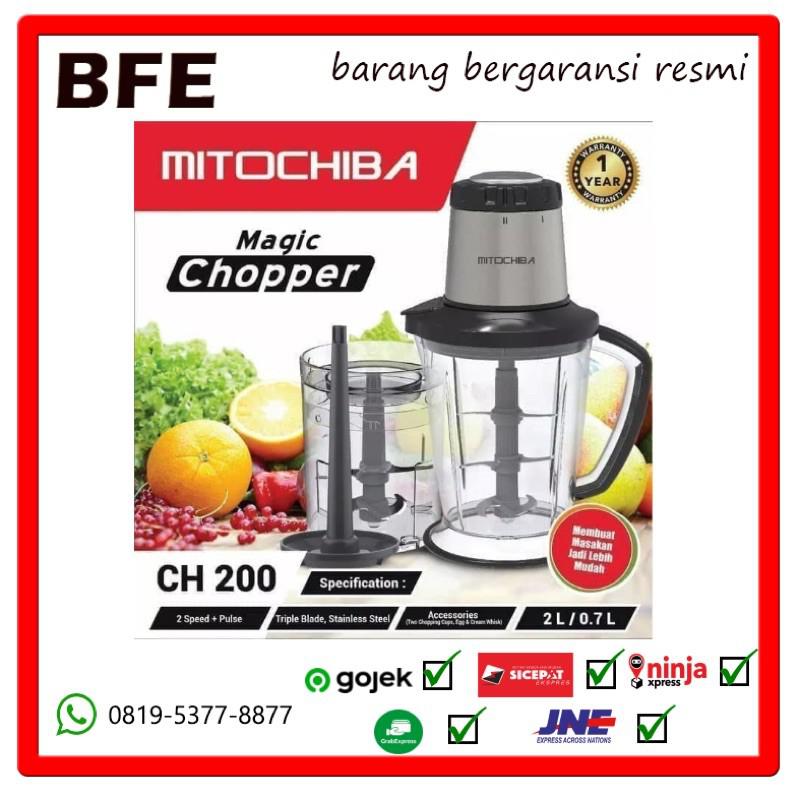 BFE
barang bergaransi resmi
MITOCHIBA
WARRANTY
1
YEAR
WARRANTY
Magic
Chopper
II I
MITOCHIBA
Membuat
Masakan
Jadi Lebih
Mudah
CH 200
Specification :
2 Speed + Pulse
Triple Blade, Stainless Steel
Accessories
(Two Chopping Cups, Egg & Cream Whisk)
2 L / 0.7 L
gojek
SICEPAT
EKSPRES
ninja
xpress
0819-5377-8877
GrabExpress
JNE
EXPRESS ACROSS NATIONS